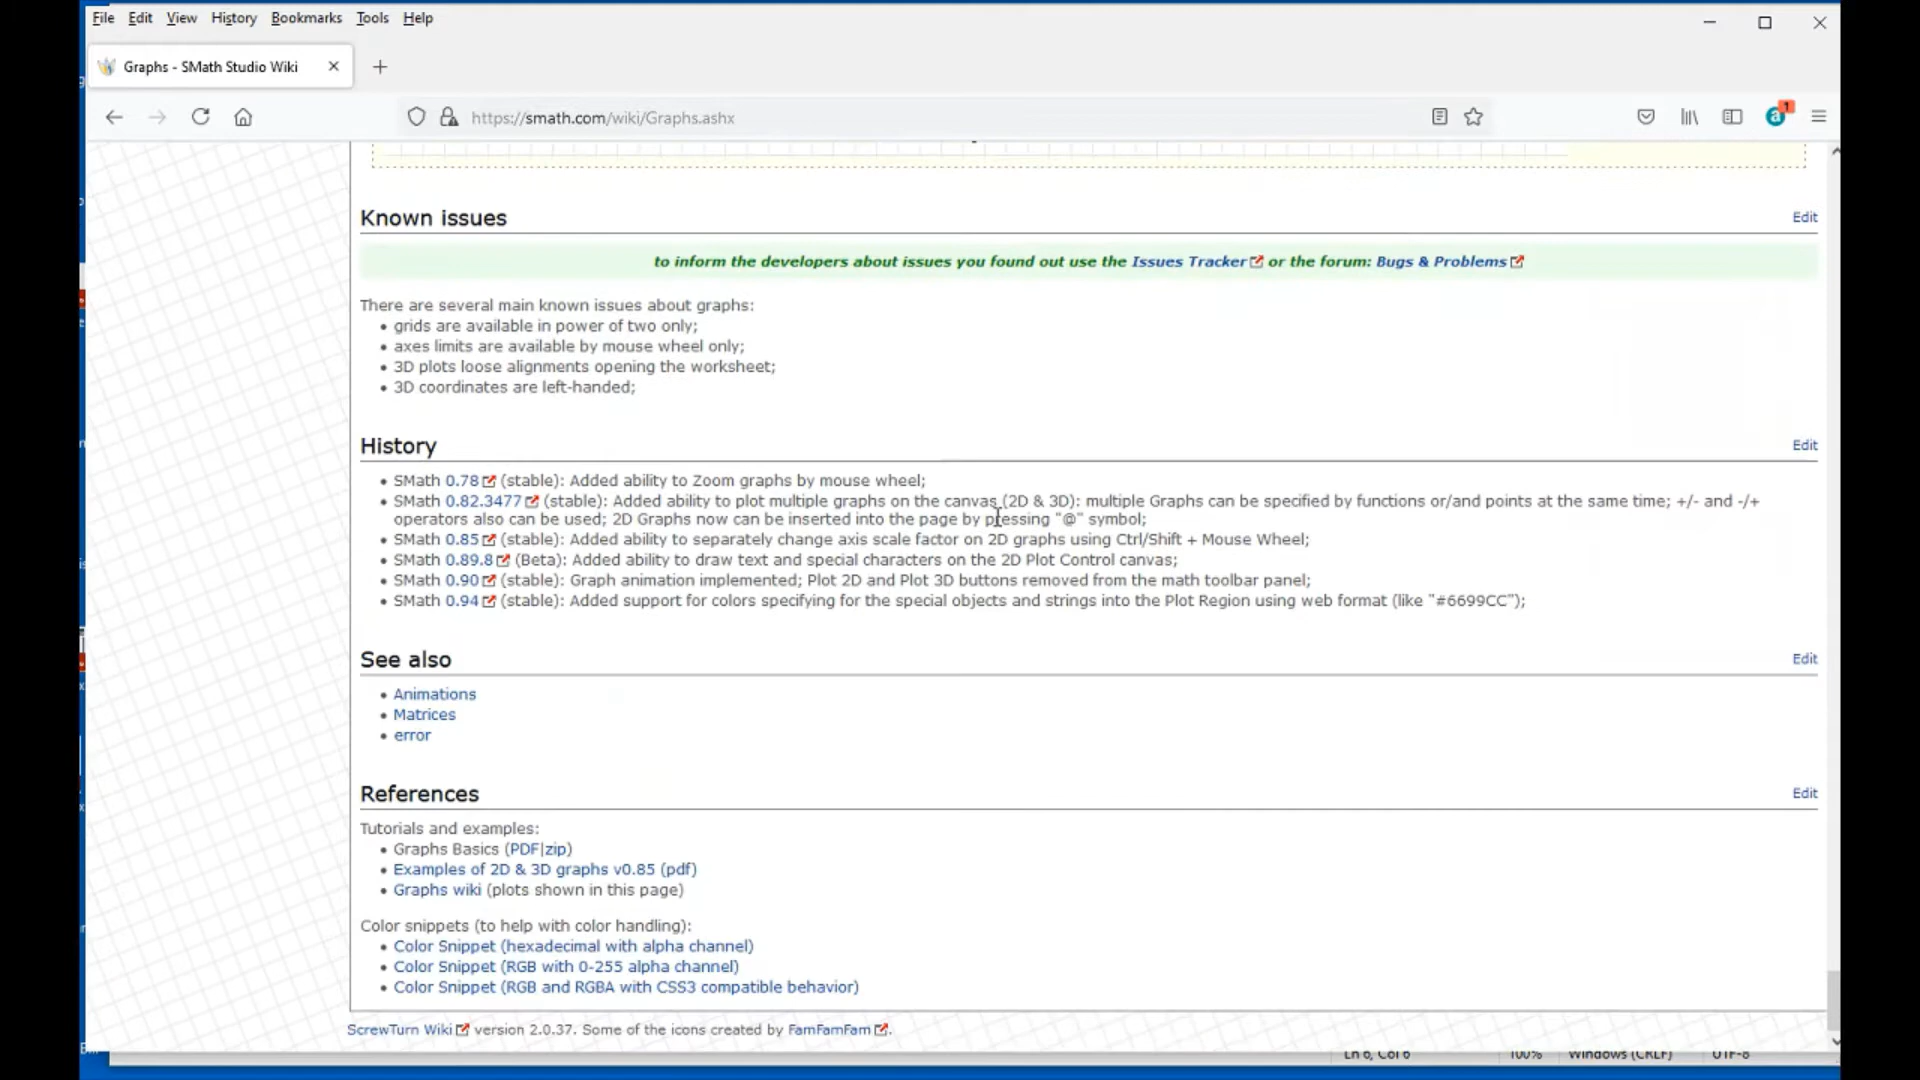 File Edit View History Bookmarks Tools Help
Graphs - SMath Studio Wiki
https://smath.com/wiki/Graphs.ashx
1
Known issues Edit
to inform the developers about issues you found out use the Issues Tracker or the forum: Bugs & Problems
There are several main known issues about graphs:
grids are available in power of two only;
axes limits are available by mouse wheel only;
3D plots loose alignments opening the worksheet;
3D coordinates are left-handed;
History Edit
SMath 0.78 (stable): Added ability to Zoom graphs by mouse wheel;
SMath 0.82.3477 (stable): Added ability to plot multiple graphs on the canvas (2D & 3D): multiple Graphs can be specified by functions or/and points at the same time; +/- and -/+
operators also can be used; 2D Graphs now can be inserted into the page by pressing "@" symbol;
SMath 0.85 (stable): Added ability to separately change axis scale factor on 2D graphs using Ctrl/Shift + Mouse Wheel;
SMath 0.89.8 (Beta): Added ability to draw text and special characters on the 2D Plot Control canvas;
SMath 0.90 (stable): Graph animation implemented; Plot 2D and Plot 3D buttons removed from the math toolbar panel;
SMath 0.94 (stable): Added support for colors specifying for the special objects and strings into the Plot Region using web format (like "#6699CC");
See also Edit
Animations
Matrices
error
References Edit
Tutorials and examples:
Graphs Basics (PDF|zip)
Examples of 2D & 3D graphs v0.85 (pdf)
Graphs wiki (plots shown in this page)
Color snippets (to help with color handling):
Color Snippet (hexadecimal with alpha channel)
Color Snippet (RGB with 0-255 alpha channel)
Color Snippet (RGB and RGBA with CSS3 compatible behavior)
ScrewTurn Wiki version 2.0.37. Some of the icons created by FamFamFam.
Ln 6, Col 6 100% Windows (CRLF) UTF-8